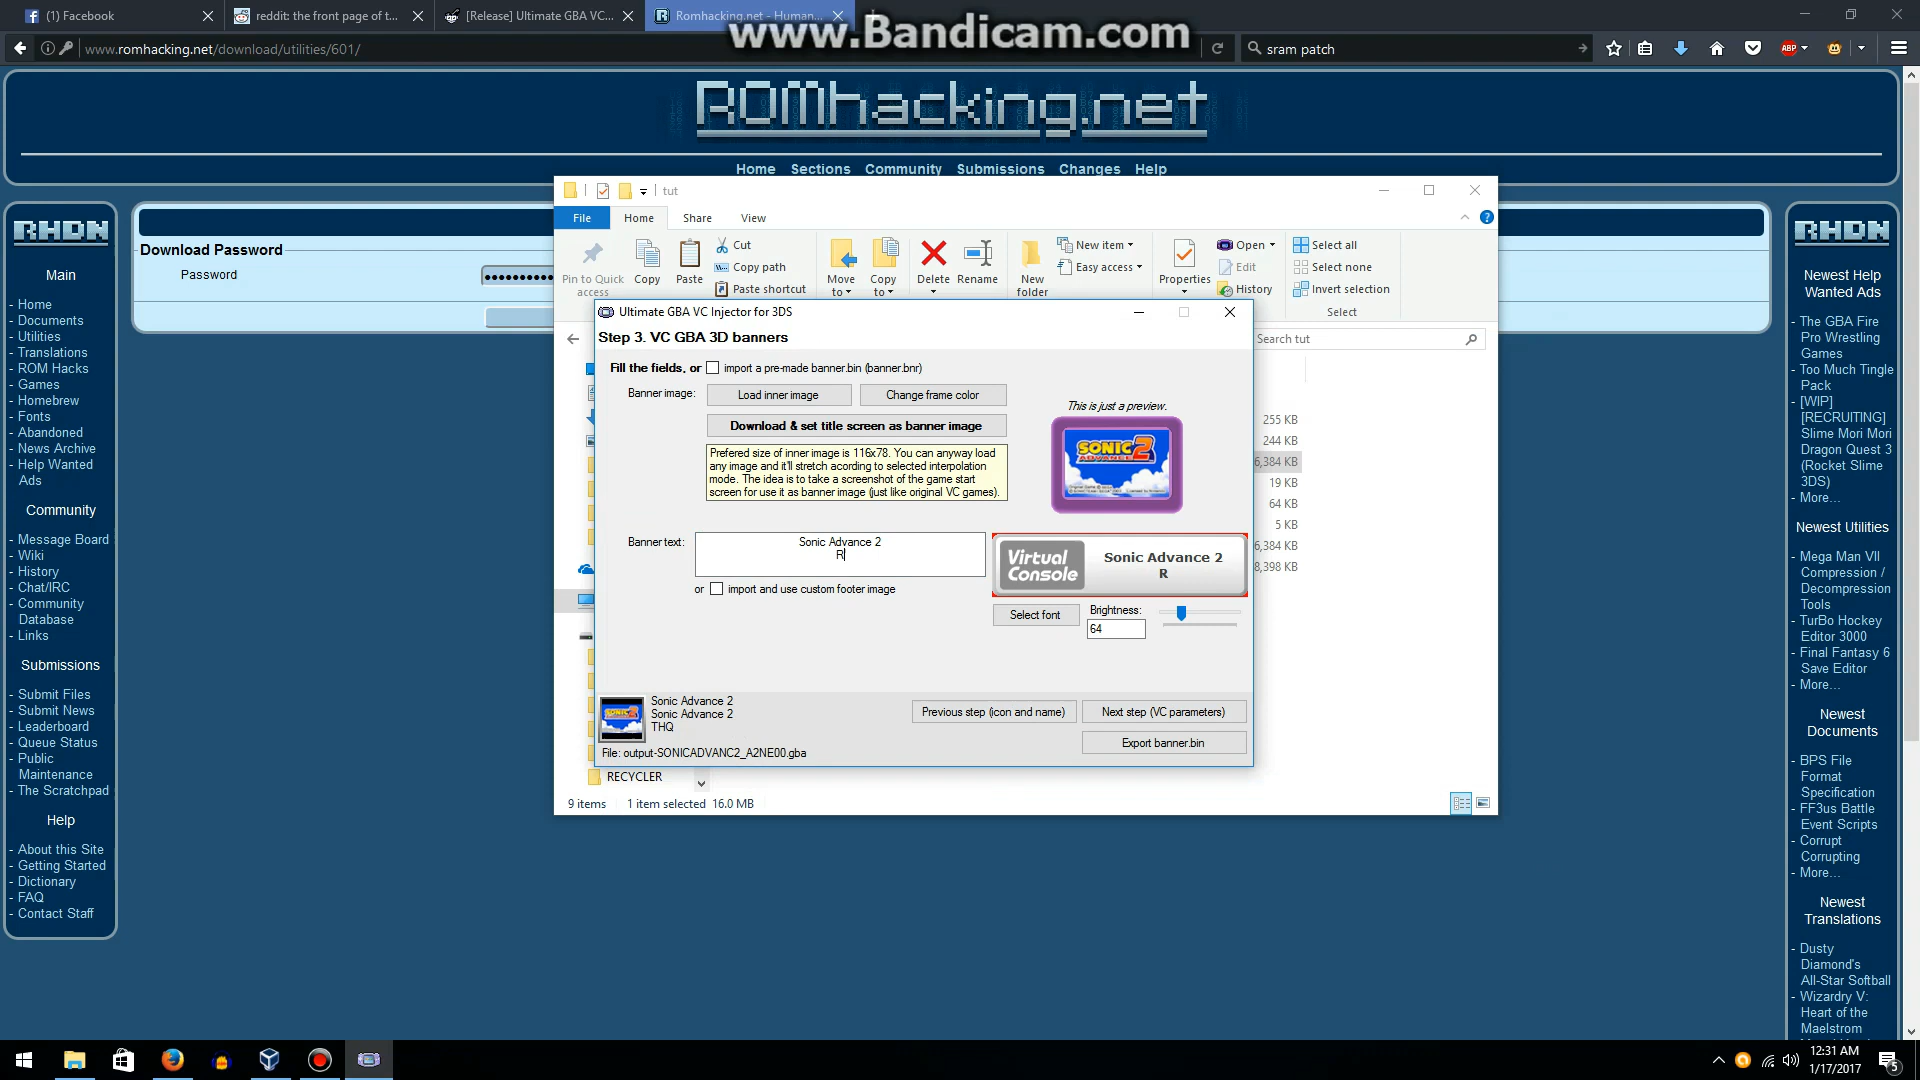 (1) Facebook
reddit: the front page of t...
[Release] Ultimate GBA VC...
Romhacking.net - Human...
www.Bandicam.com
www.romhacking.net/download/utilities/601/
sram patch
ABP
ROMhacking.net
Home Sections Community Submissions Changes Help
RHDN
Main
- Home
- Documents
- Utilities
- Translations
- ROM Hacks
- Games
- Homebrew
- Fonts
- Abandoned
- News Archive
- Help Wanted
Ads
Community
- Message Board
- Wiki
- History
- Chat/IRC
- Community
Database
- Links
Submissions
- Submit Files
- Submit News
- Leaderboard
- Queue Status
- Public
Maintenance
- The Scratchpad
Help
- About this Site
- Getting Started
- Dictionary
- FAQ
- Contact Staff
Download Password
Password
tut
File Home Share View
Pin to Quick
access
Copy
Paste
Cut
Copy path
Paste shortcut
Move
to
Copy
to
Delete
Rename
New
folder
New item
Easy access
Properties
Open
Edit
History
Select all
Select none
Invert selection
Select
Search tut
255 KB
244 KB
6,384 KB
19 KB
64 KB
5 KB
6,384 KB
8,398 KB
RECYCLER
9 items 1 item selected 16.0 MB
Ultimate GBA VC Injector for 3DS
Step 3. VC GBA 3D banners
Fill the fields, or import a pre-made banner.bin (banner.bnr)
Banner image: Load inner image Change frame color
Download & set title screen as banner image
Prefered size of inner image is 116x78. You can anyway load
any image and it'll stretch acording to selected interpolation
mode. The idea is to take a screenshot of the game start
screen for use it as banner image (just like original VC games).
This is just a preview.
SONIC 2
ADVANCE
Banner text:
Sonic Advance 2
R
or import and use custom footer image
Virtual
Console
Sonic Advance 2
R
Select font
Brightness:
64
Sonic Advance 2
Sonic Advance 2
THQ
File: output-SONICADVANC2_A2NE00.gba
Previous step (icon and name)
Next step (VC parameters)
Export banner.bin
RHDN
Newest Help
Wanted Ads
- The GBA Fire
Pro Wrestling
Games
- Too Much Tingle
Pack
- [WIP]
[RECRUITING]
Slime Mori Mori
Dragon Quest 3
(Rocket Slime
3DS)
- More...
Newest Utilities
- Mega Man VII
Compression /
Decompression
Tools
- TurBo Hockey
Editor 3000
- Final Fantasy 6
Save Editor
- More...
Newest
Documents
- BPS File
Format
Specification
- FF3us Battle
Event Scripts
- Corrupt
Corrupting
- More...
Newest
Translations
- Dusty
Diamond's
All-Star Softball
- Wizardry V:
Heart of the
Maelstrom
12:31 AM
1/17/2017
5